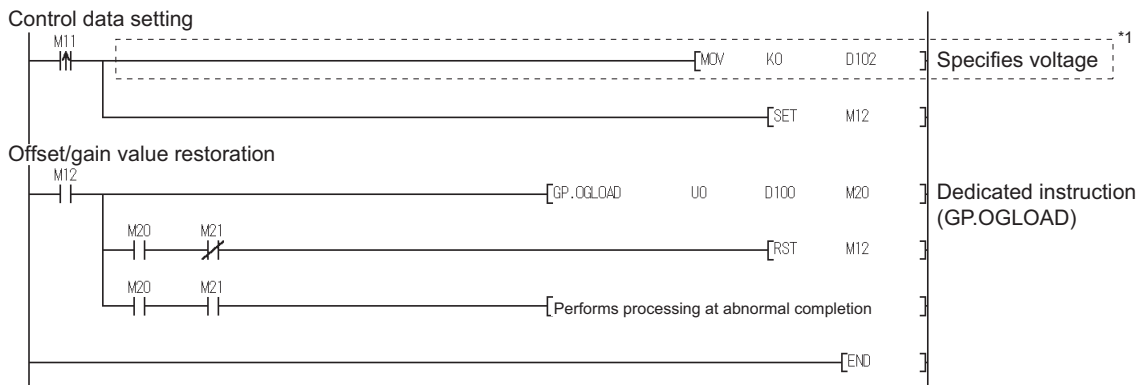 Control data setting
M11
*1
MOV K0 D102 Specifies voltage
SET M12
Offset/gain value restoration
M12
GP.OGLOAD U0 D100 M20 Dedicated instruction
(GP.OGLOAD)
M20 M21
RST M12
M20 M21
Performs processing at abnormal completion
END